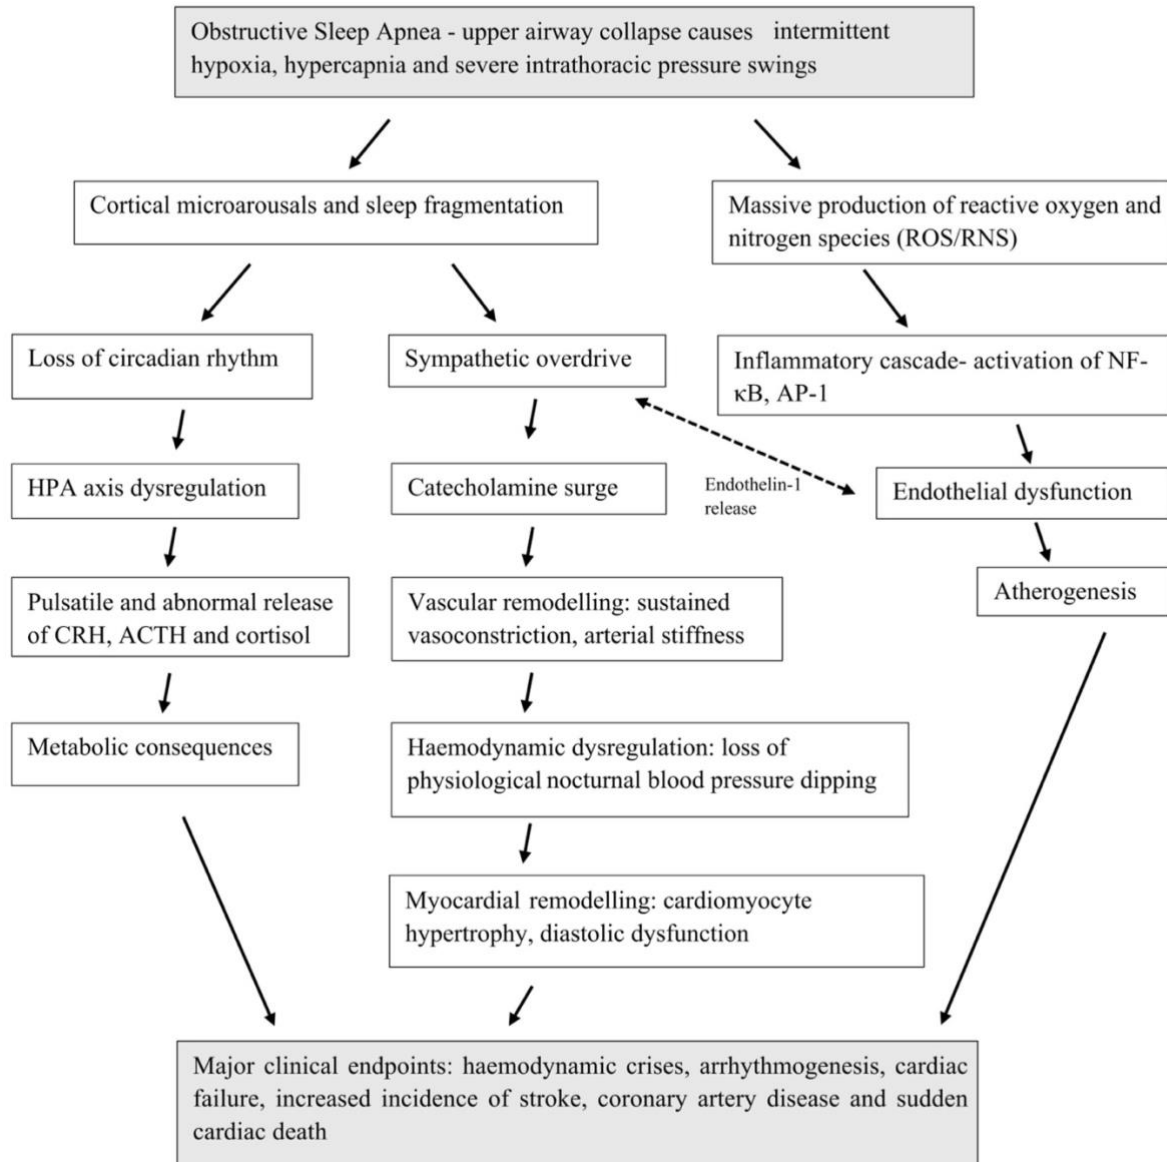 Obstructive Sleep Apnea - upper airway collapse causes intermittent
hypoxia, hypercapnia and severe intrathoracic pressure swings
Cortical microarousals and sleep fragmentation
Massive production of reactive oxygen and
nitrogen species (ROS/RNS)
Loss of circadian rhythm
Sympathetic overdrive
Inflammatory cascade- activation of NF-
κB, AP-1
HPA axis dysregulation
Catecholamine surge
Endothelin-1
release
Endothelial dysfunction
Pulsatile and abnormal release
of CRH, ACTH and cortisol
Vascular remodelling: sustained
vasoconstriction, arterial stiffness
Atherogenesis
Metabolic consequences
Haemodynamic dysregulation: loss of
physiological nocturnal blood pressure dipping
Myocardial remodelling: cardiomyocyte
hypertrophy, diastolic dysfunction
Major clinical endpoints: haemodynamic crises, arrhythmogenesis, cardiac
failure, increased incidence of stroke, coronary artery disease and sudden
cardiac death